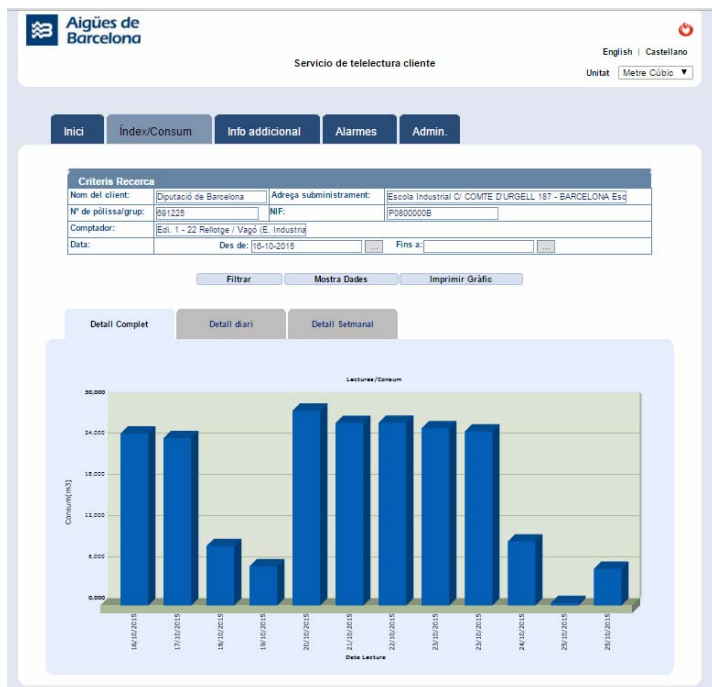 Aigües de
Barcelona
English | Castellano
Servicio de telelectura cliente
Unitat Metre Cúbic ▼
Inici Índex/Consum Info addicional Alarmes Admin.
Criteris Recerca
Nom del client: Diputació de Barcelona Adreça subministrament: Escola Industrial C/ COMTE D'URGELL 187 - BARCELONA Esc
Nº de pòlissa/grup: 691225 NIF: P0800000B
Comptador: Edi. 1 - 22 Rellotge / Vagó (E. Industria
Data: Des de: 16-10-2015 ... Fins a: ...
Filtrar Mostra Dades Imprimir Gràfic
Detall Complet Detall diari Detall Setmanal
Lectures/Consum
30,000
24,000
18,000
12,000
6,000
0,000
Consum(m3)
16/10/2015 17/10/2015 18/10/2015 19/10/2015 20/10/2015 21/10/2015 22/10/2015 23/10/2015 23/10/2015 24/10/2015 25/10/2015 25/10/2015
Data Lectura